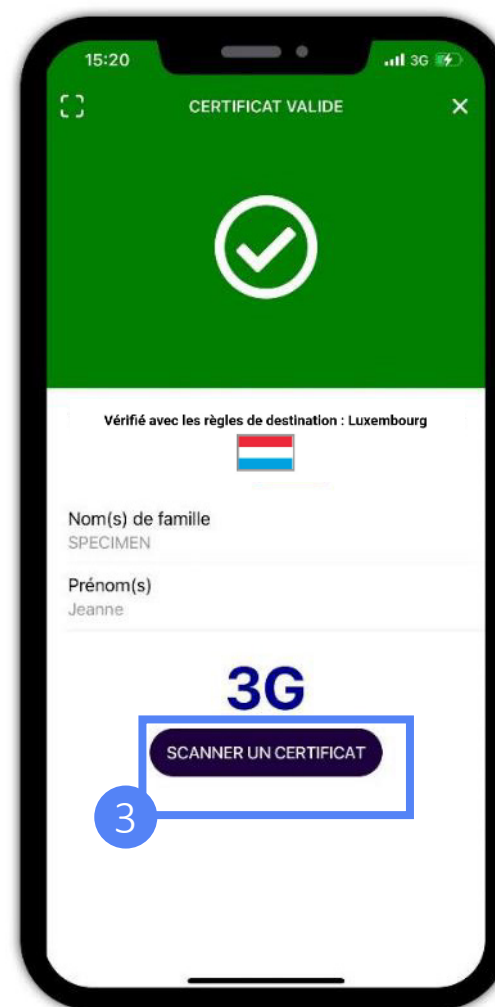 15:20
3G
CERTIFICAT VALIDE
Vérifié avec les règles de destination : Luxembourg
Nom(s) de famille
SPECIMEN
Prénom(s)
Jeanne
3G
SCANNER UN CERTIFICAT
3